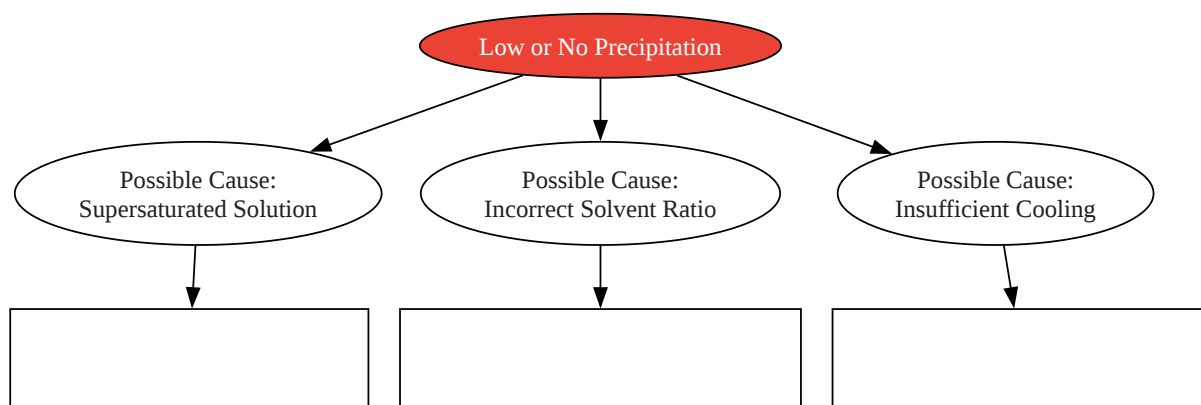 Low or No Precipitation
Possible Cause:
Supersaturated Solution
Possible Cause:
Incorrect Solvent Ratio
Possible Cause:
Insufficient Cooling